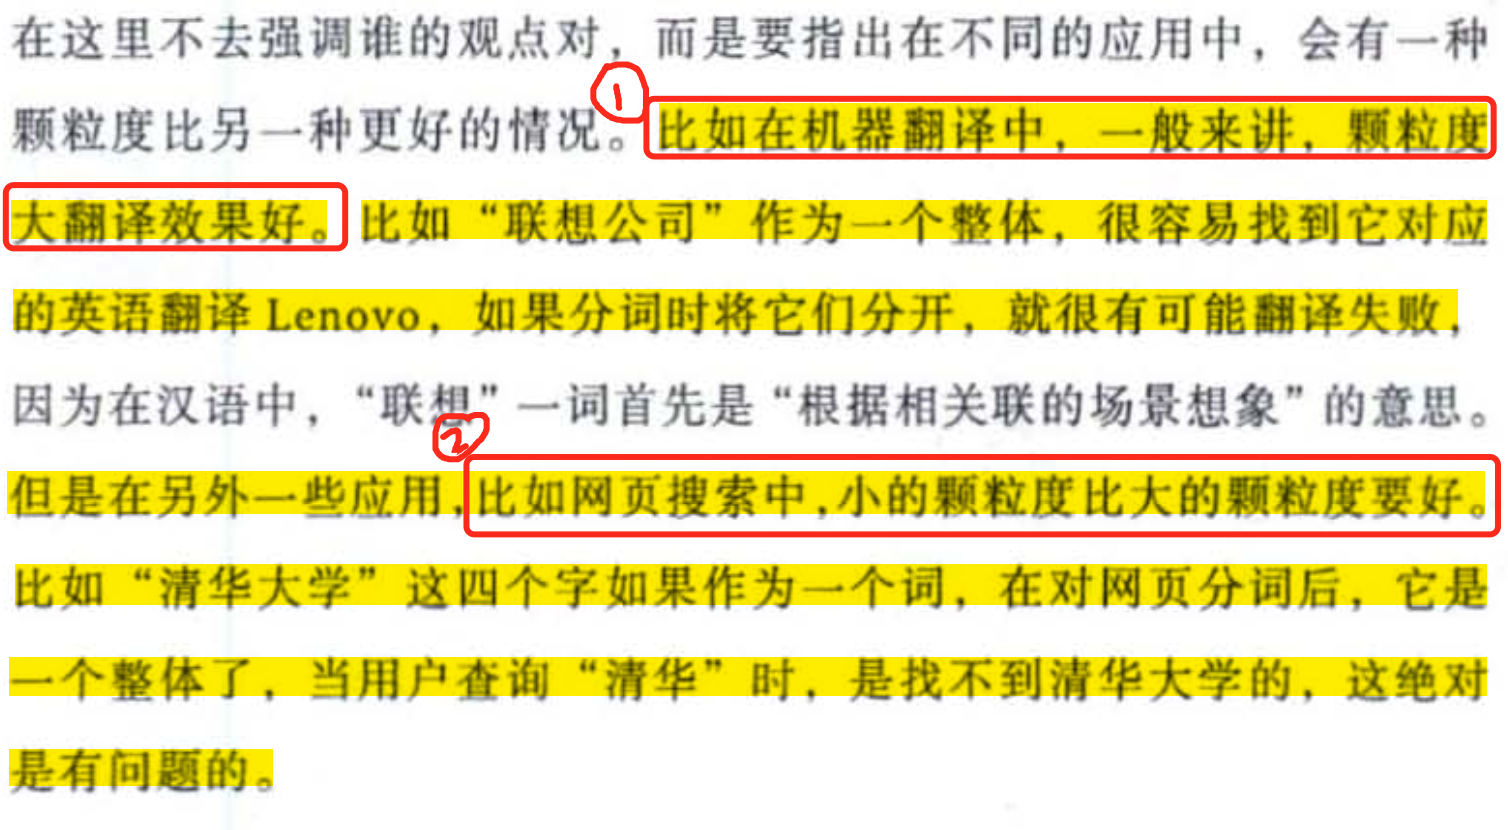 在这里不去强调谁的观点对，而是要指出在不同的应用中，会有一种
①
颗粒度比另一种更好的情况。比如在机器翻译中，一般来讲，颗粒度
大翻译效果好。比如“联想公司”作为一个整体，很容易找到它对应
的英语翻译 Lenovo，如果分词时将它们分开，就很有可能翻译失败，
因为在汉语中，“联想”一词首先是“根据相关联的场景想象”的意思。
②
但是在另外一些应用，比如网页搜索中，小的颗粒度比大的颗粒度要好。
比如“清华大学”这四个字如果作为一个词，在对网页分词后，它是
一个整体了，当用户查询“清华”时，是找不到清华大学的，这绝对
是有问题的。